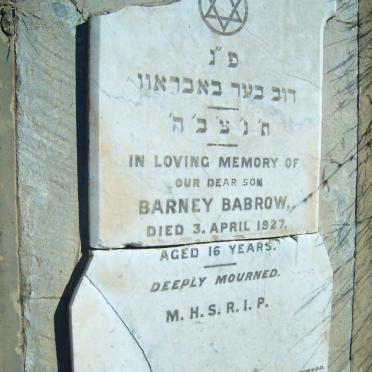 פ״נ
דוב בער באבראוו
ת׳נ׳צ׳ב׳ה׳
IN LOVING MEMORY OF
OUR DEAR SON
BARNEY BABROW,
DIED 3. APRIL 1927.
AGED 16 YEARS.
DEEPLY MOURNED.
M.H.S.R.I.P.